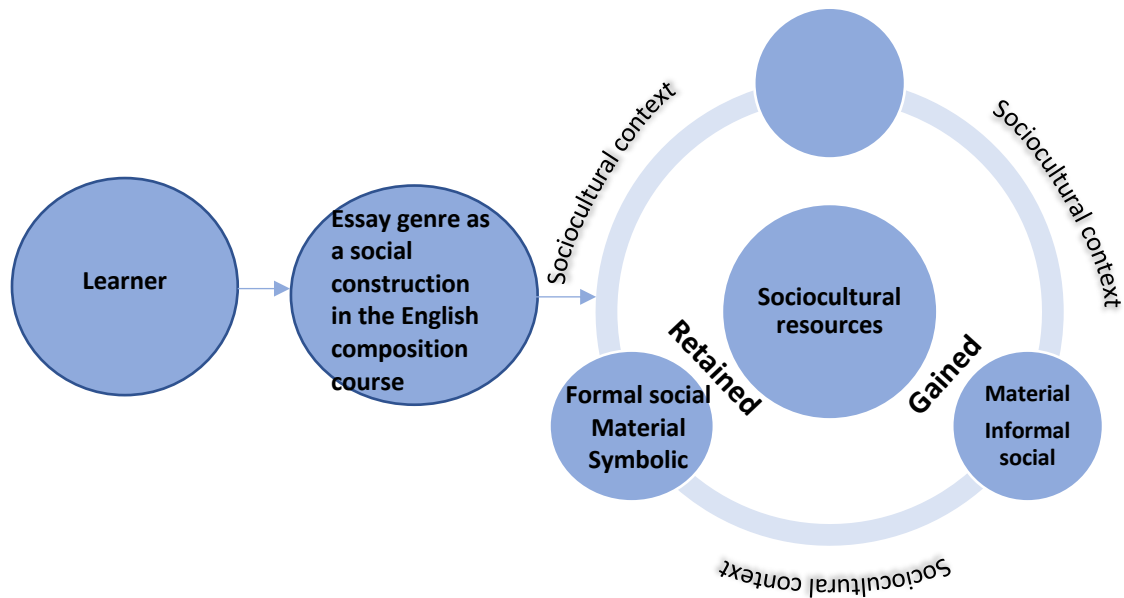 Learner
Essay genre as
a social
construction
in the English
composition
course
Sociocultural context
Sociocultural context
Sociocultural
resources
Retained
Gained
Formal social
Material
Symbolic
Material
Informal
social
Sociocultural context